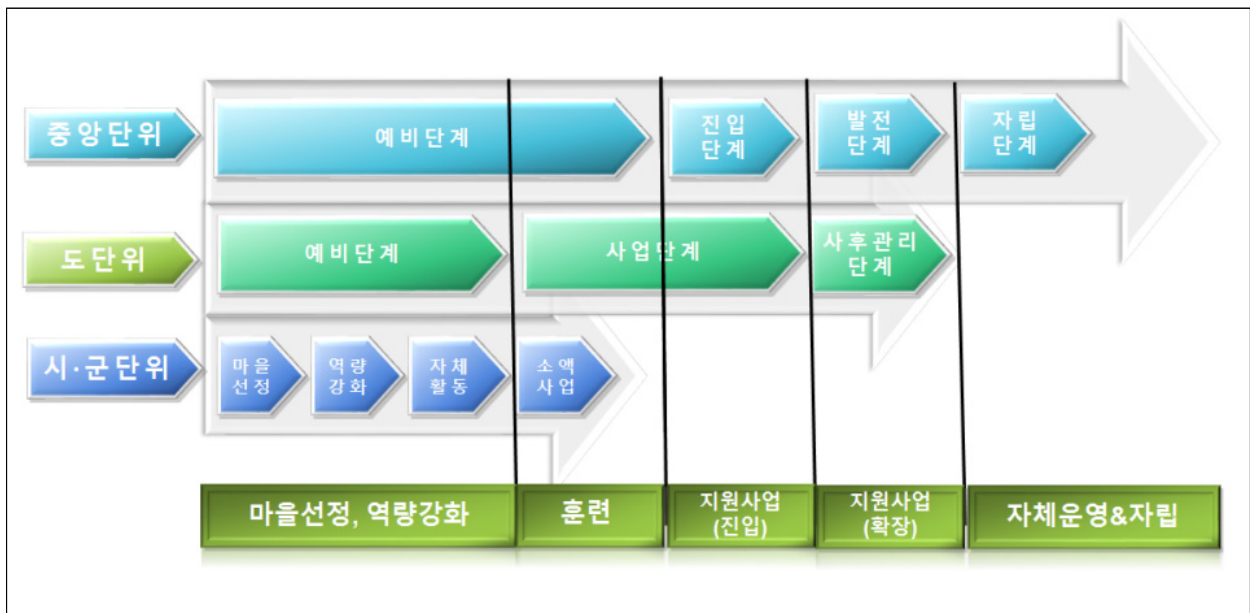 중앙단위
예비단계
진입
단계
발전
단계
자립
단계
도단위
예비단계
사업단계
사후관리
단계
시·군단위
마을
선정
역량
강화
자체
활동
소액
사업
마을선정, 역량강화
훈련
지원사업
(진입)
지원사업
(확장)
자체운영&자립